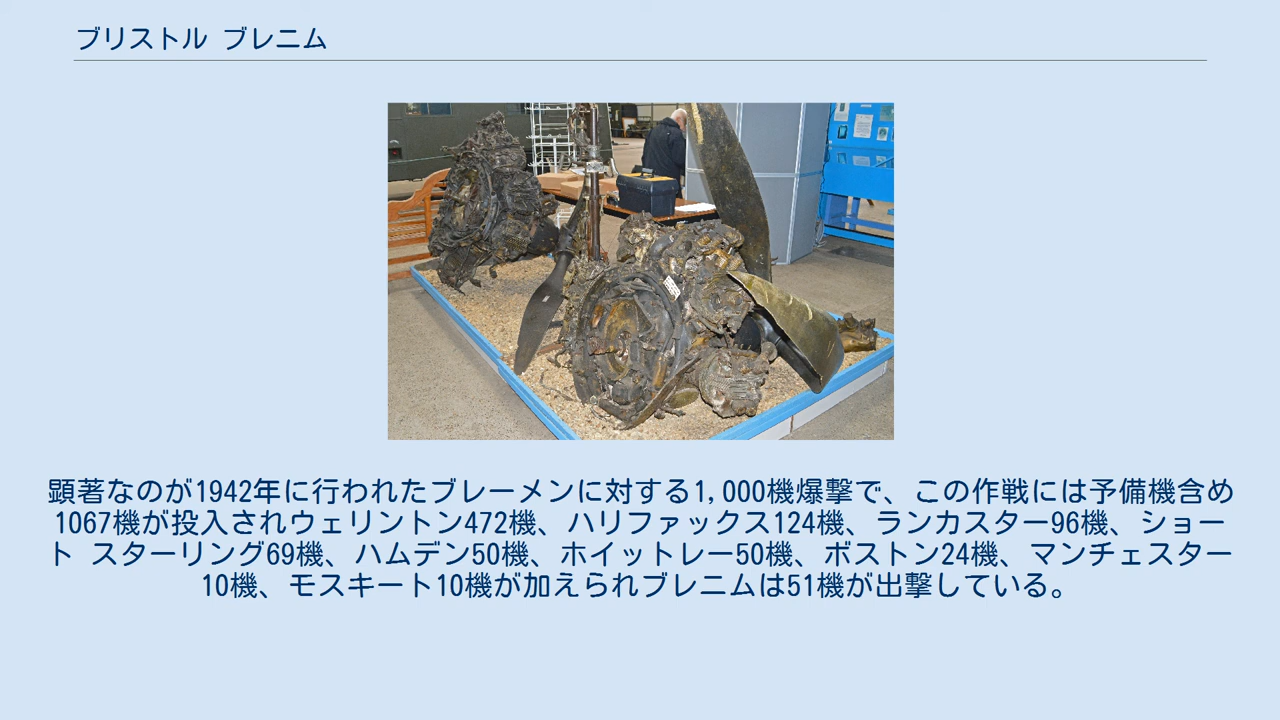 ブリストル ブレニム
顕著なのが1942年に行われたブレーメンに対する1,000機爆撃で、この作戦には予備機含め
1067機が投入されウェリントン472機、ハリファックス124機、ランカスター96機、ショー
ト スターリング69機、ハムデン50機、ホイットレー50機、ボストン24機、マンチェスター
10機、モスキート10機が加えられブレニムは51機が出撃している。